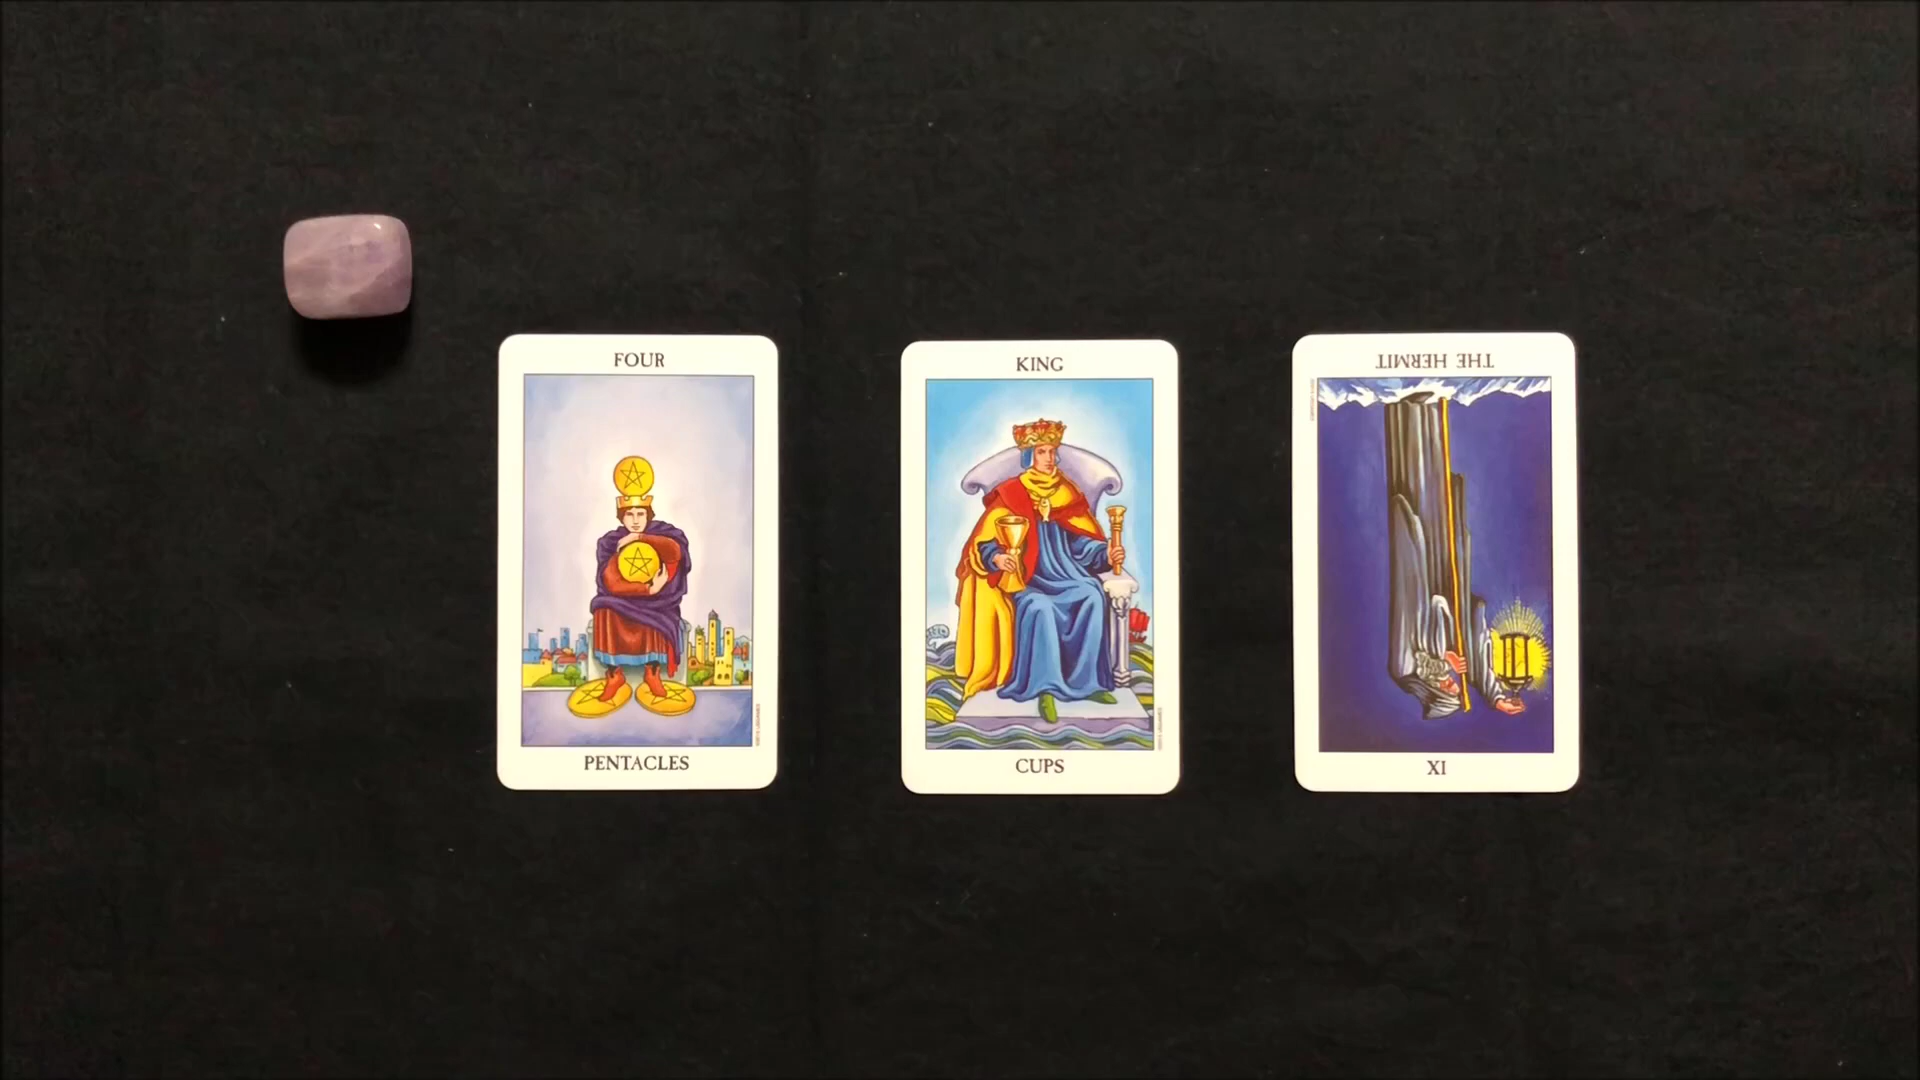 FOUR
PENTACLES
KING
CUPS
THE HERMIT
IX